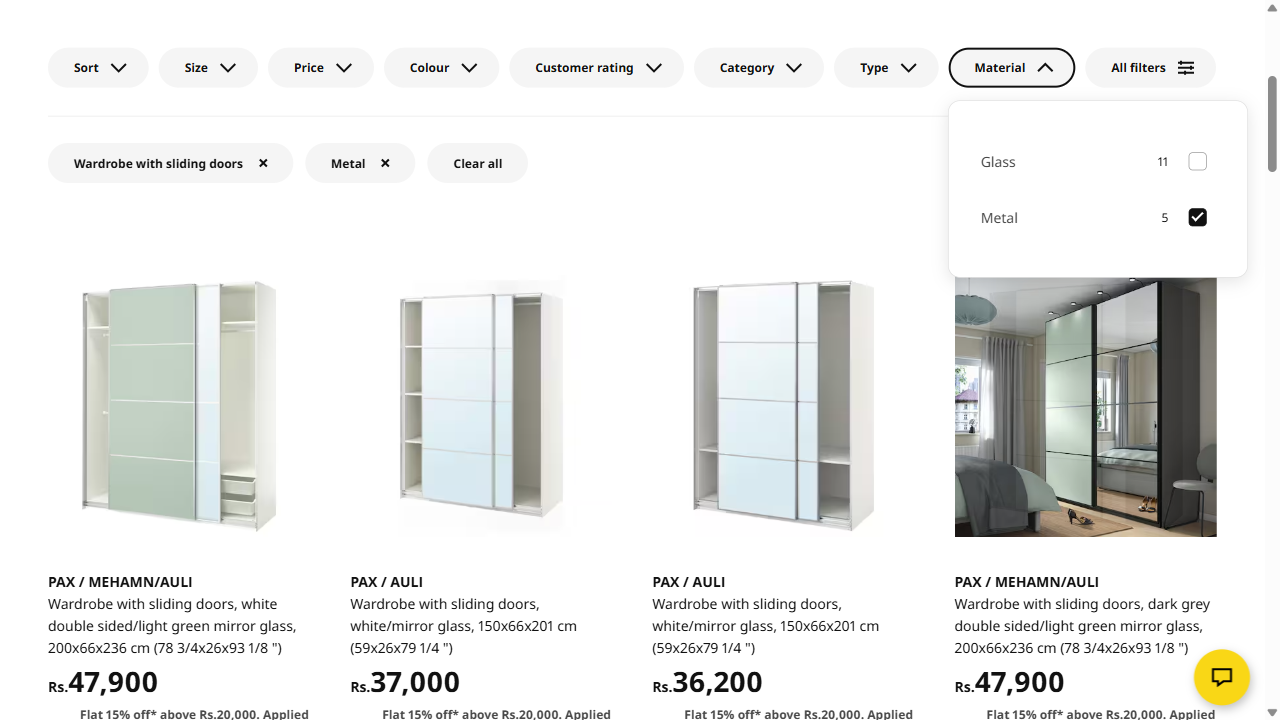 Sort
Size
Price
Colour
Customer rating
Category
Type
Material
All filters
Wardrobe with sliding doors
Metal
Clear all
Glass 11
Metal 5
PAX / MEHAMN/AULI
Wardrobe with sliding doors, white
double sided/light green mirror glass,
200x66x236 cm (78 3/4x26x93 1/8 ")
Rs.47,900
Flat 15% off* above Rs.20,000. Applied
PAX / AULI
Wardrobe with sliding doors,
white/mirror glass, 150x66x201 cm
(59x26x79 1/4 ")
Rs.37,000
Flat 15% off* above Rs.20,000. Applied
PAX / AULI
Wardrobe with sliding doors,
white/mirror glass, 150x66x201 cm
(59x26x79 1/4 ")
Rs.36,200
Flat 15% off* above Rs.20,000. Applied
PAX / MEHAMN/AULI
Wardrobe with sliding doors, dark grey
double sided/light green mirror glass,
200x66x236 cm (78 3/4x26x93 1/8 ")
Rs.47,900
Flat 15% off* above Rs.20,000. Applied